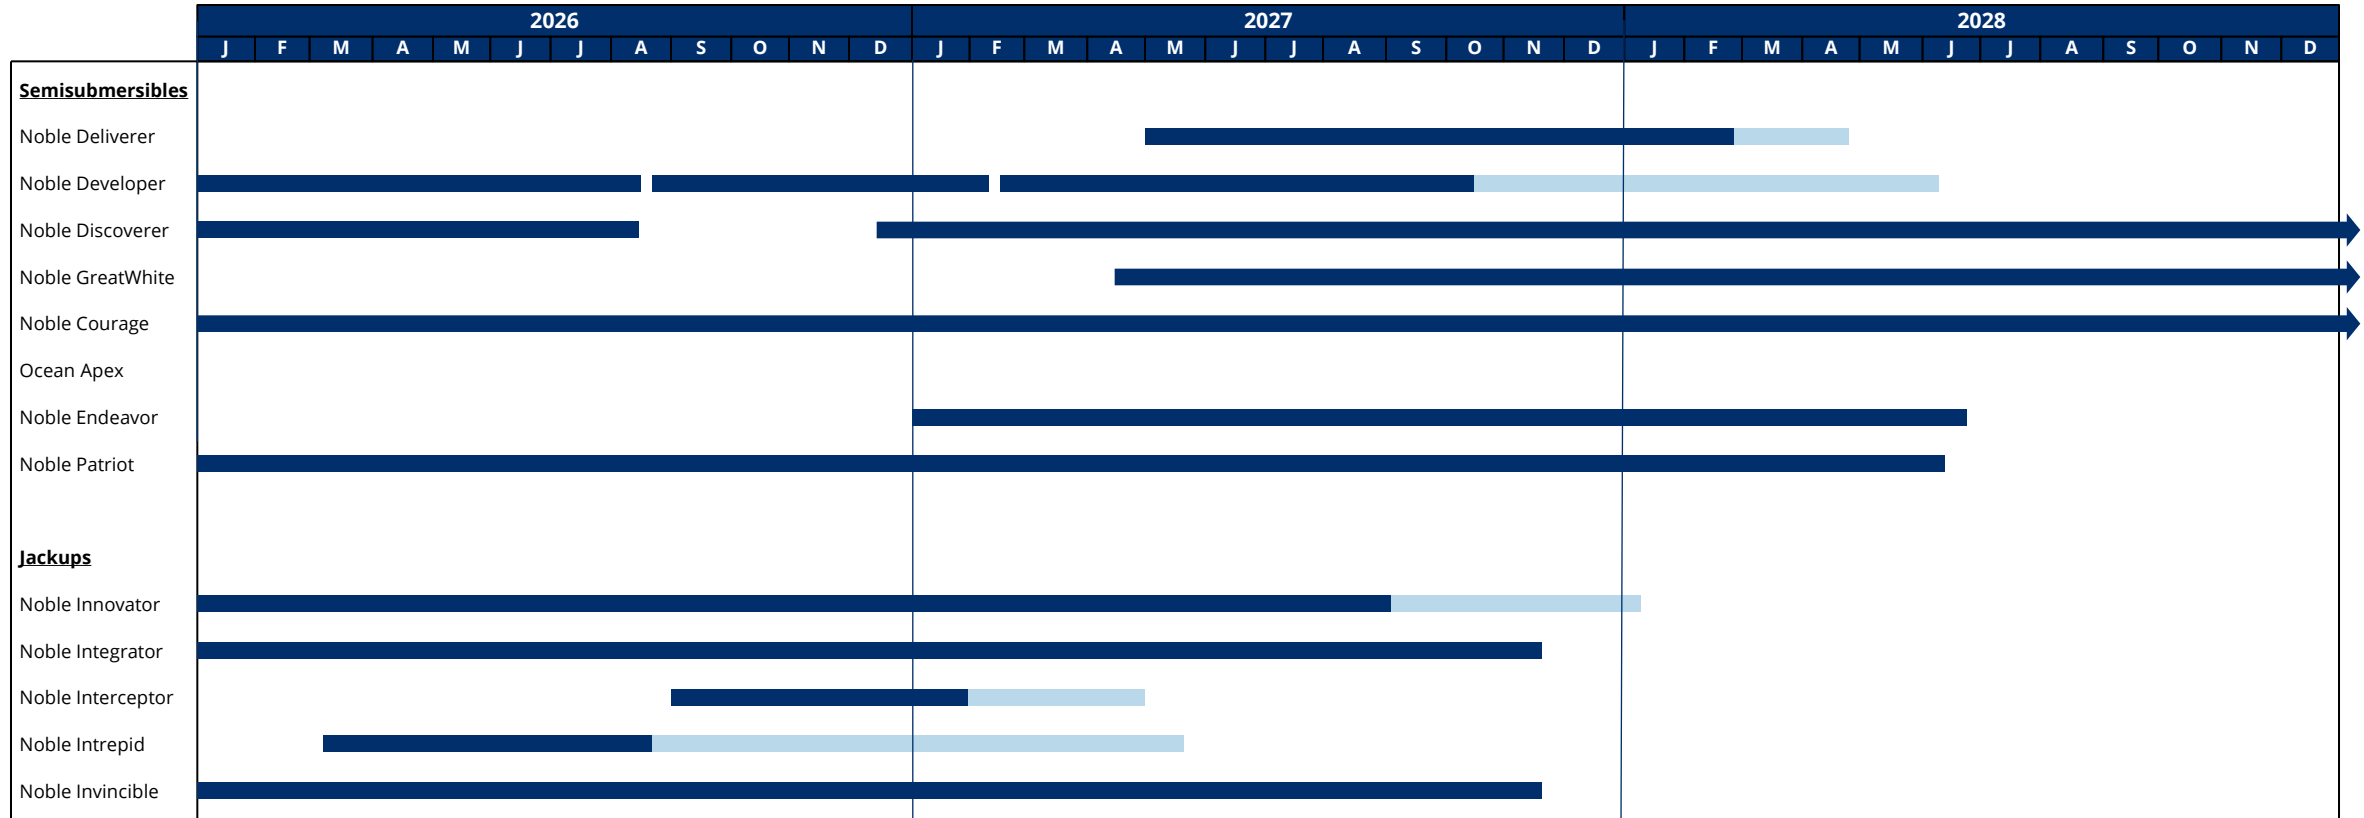 2026 2027 2028
J F M A M J J A S O N D J F M A M J J A S O N D J F M A M J J A S O N D
Semisubmersibles
Noble Deliverer
Noble Developer
Noble Discoverer
Noble GreatWhite
Noble Courage
Ocean Apex
Noble Endeavor
Noble Patriot
Jackups
Noble Innovator
Noble Integrator
Noble Interceptor
Noble Intrepid
Noble Invincible